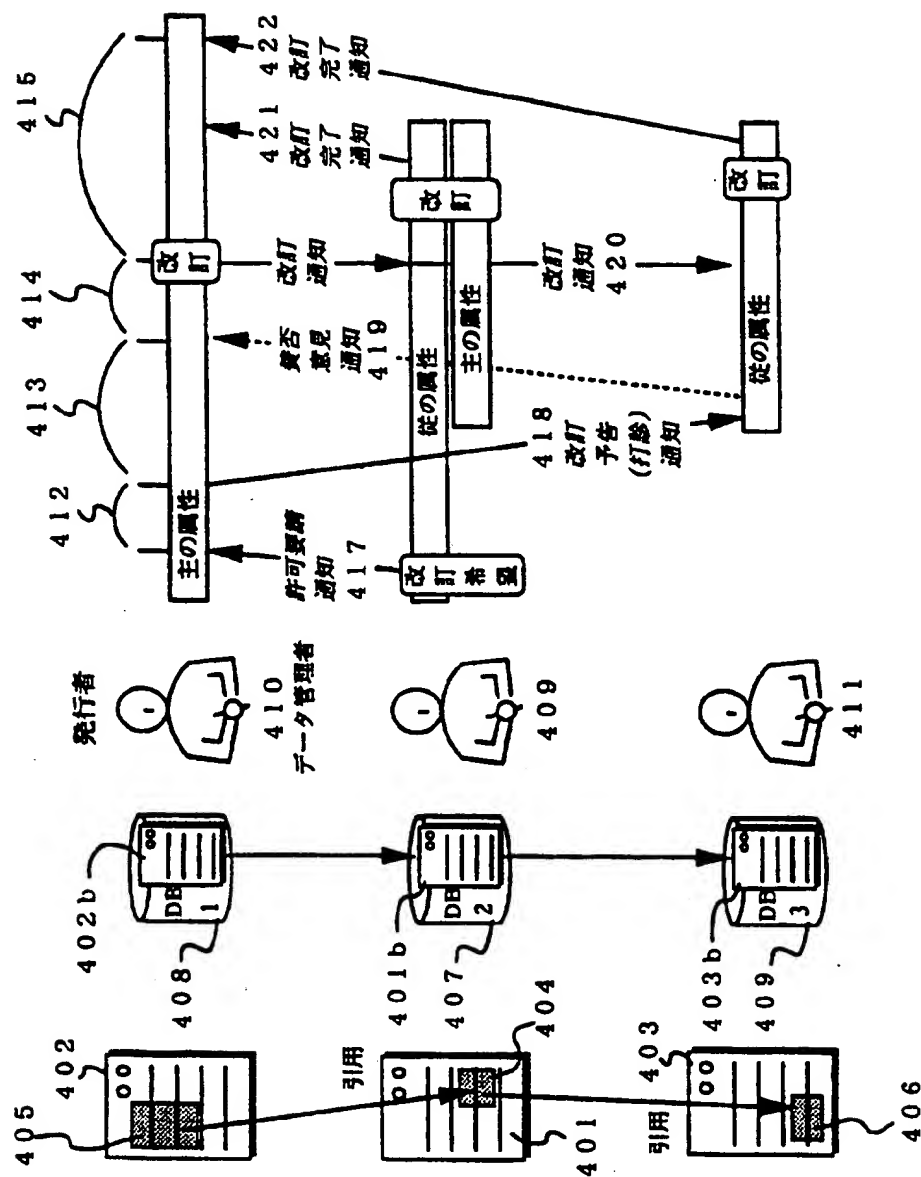 405
402
402b
408
DB
1
発行者
410
データ管理者
引用
404
401
401b
407
DB
2
409
引用
403
406
403b
409
DB
3
411
412
413
414
415
主の属性
改訂
許可要請
通知
417
改訂希望
従の属性
主の属性
改訂
418
改訂
予告
(打診)
通知
賛否
意見
通知
419
改訂
通知
改訂
通知
420
421
改訂
完了
通知
422
改訂
完了
通知
従の属性
改訂